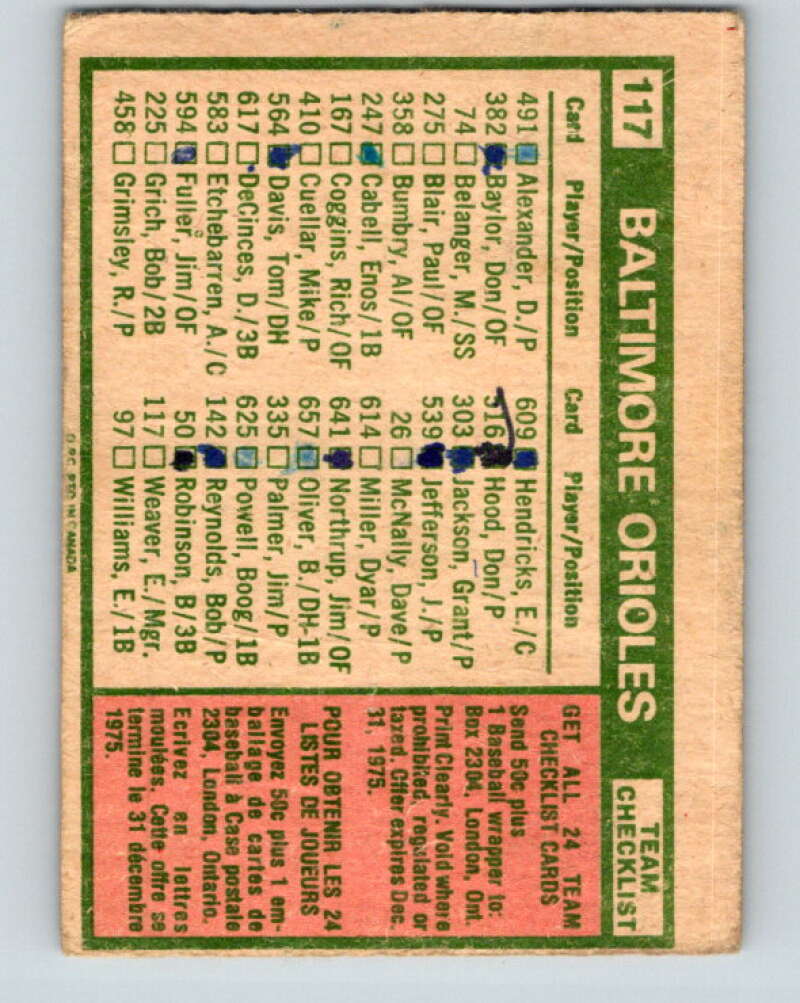 117 BALTIMORE ORIOLES TEAM CHECKLIST
Card Player/Position
491 Alexander, D./P
382 Baylor, Don/OF
74 Belanger, M./SS
275 Blair, Paul/OF
358 Bumbry, Al/OF
247 Cabell, Enos/1B
167 Coggins, Rich/OF
410 Cuellar, Mike/P
564 Davis, Tom/DH
617 DeCinces, D./3B
583 Etchebarren, A./C
594 Fuller, Jim/OF
225 Grich, Bob/2B
458 Grimsley, R./P
Card Player/Position
609 Hendricks, E./C
316 Hood, Don/P
303 Jackson, Grant/P
539 Jefferson, J./P
26 McNally, Dave/P
614 Miller, Dyar/P
641 Northrup, Jim/OF
657 Oliver, B./DH-1B
335 Palmer, Jim/P
625 Powell, Boog/1B
142 Reynolds, Bob/P
50 Robinson, B/3B
117 Weaver, E./Mgr.
97 Williams, E./1B
GET ALL 24 TEAM
CHECKLIST CARDS
Send 50c plus
1 Baseball wrapper to:
Box 2304, London, Ont.
Print Clearly. Void where
prohibited, regulated or
taxed. Offer expires Dec.
31, 1975.
POUR OBTENIR LES 24
LISTES DE JOUEURS
Envoyez 50c plus 1 em-
ballage de cartes de
baseball à Case postale
2304, London, Ontario.
Ecrivez en lettres
moulées. Cette offre se
termine le 31 décembre
1975.
O.P.C. PTD. IN CANADA